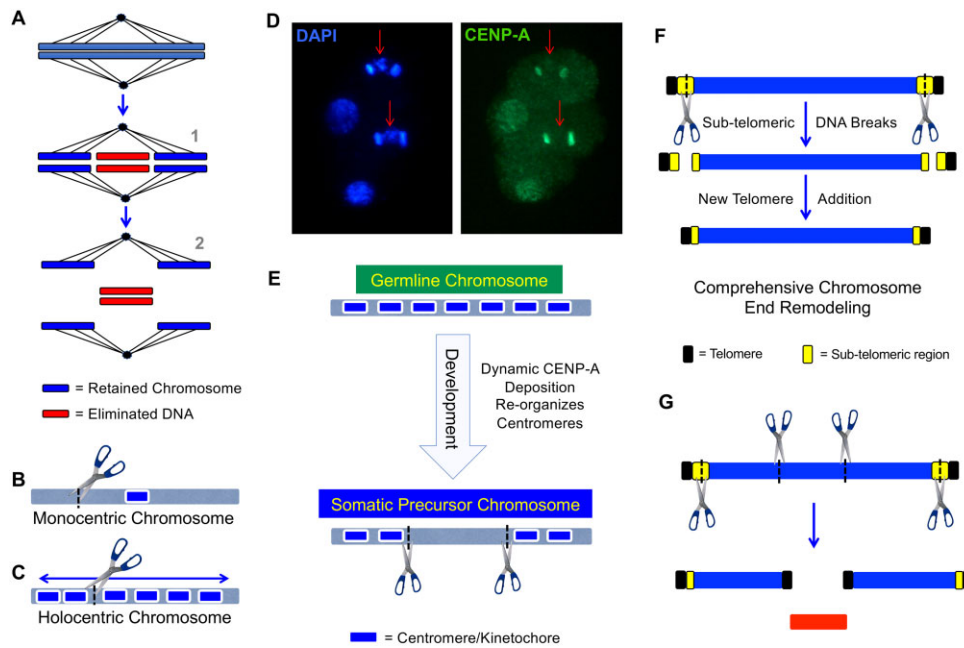 A
1
2
= Retained Chromosome
= Eliminated DNA
B
Monocentric Chromosome
C
Holocentric Chromosome
D
DAPI
CENP-A
E
Germline Chromosome
Development
Dynamic CENP-A
Deposition
Re-organizes
Centromeres
Somatic Precursor Chromosome
= Centromere/Kinetochore
F
Sub-telomeric DNA Breaks
New Telomere Addition
Comprehensive Chromosome
End Remodeling
= Telomere = Sub-telomeric region
G